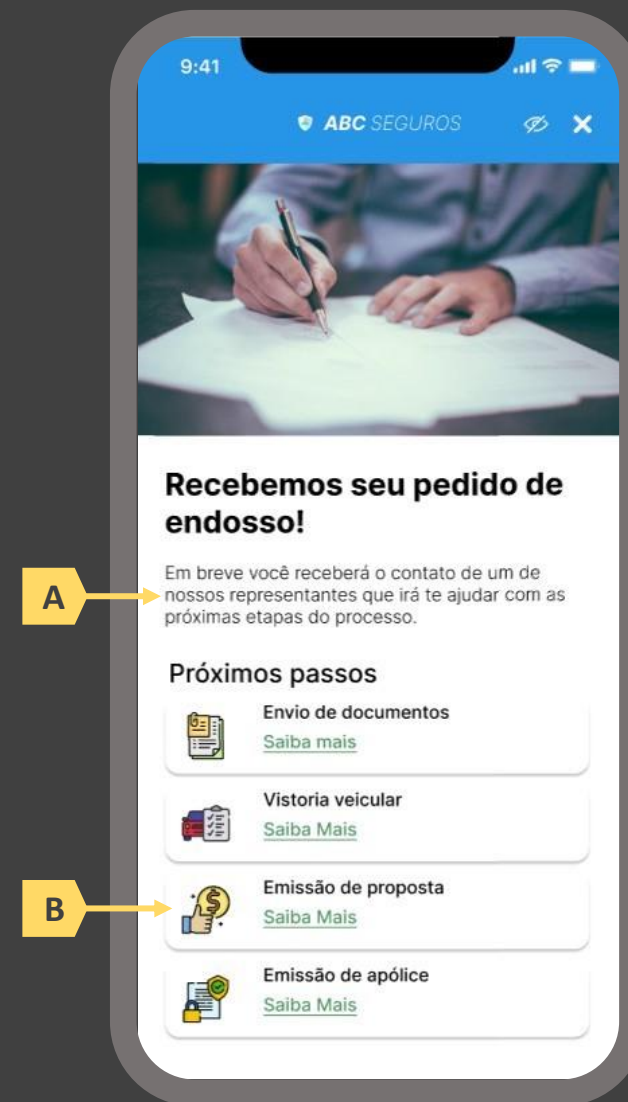 9:41
ABC SEGUROS
Recebemos seu pedido de
endosso!
Em breve você receberá o contato de um de
A
nossos representantes que irá te ajudar com as
próximas etapas do processo.
Próximos passos
Envio de documentos
Saiba mais
Vistoria veicular
Saiba Mais
B
Emissão de proposta
Saiba Mais
Emissão de apólice
Saiba Mais